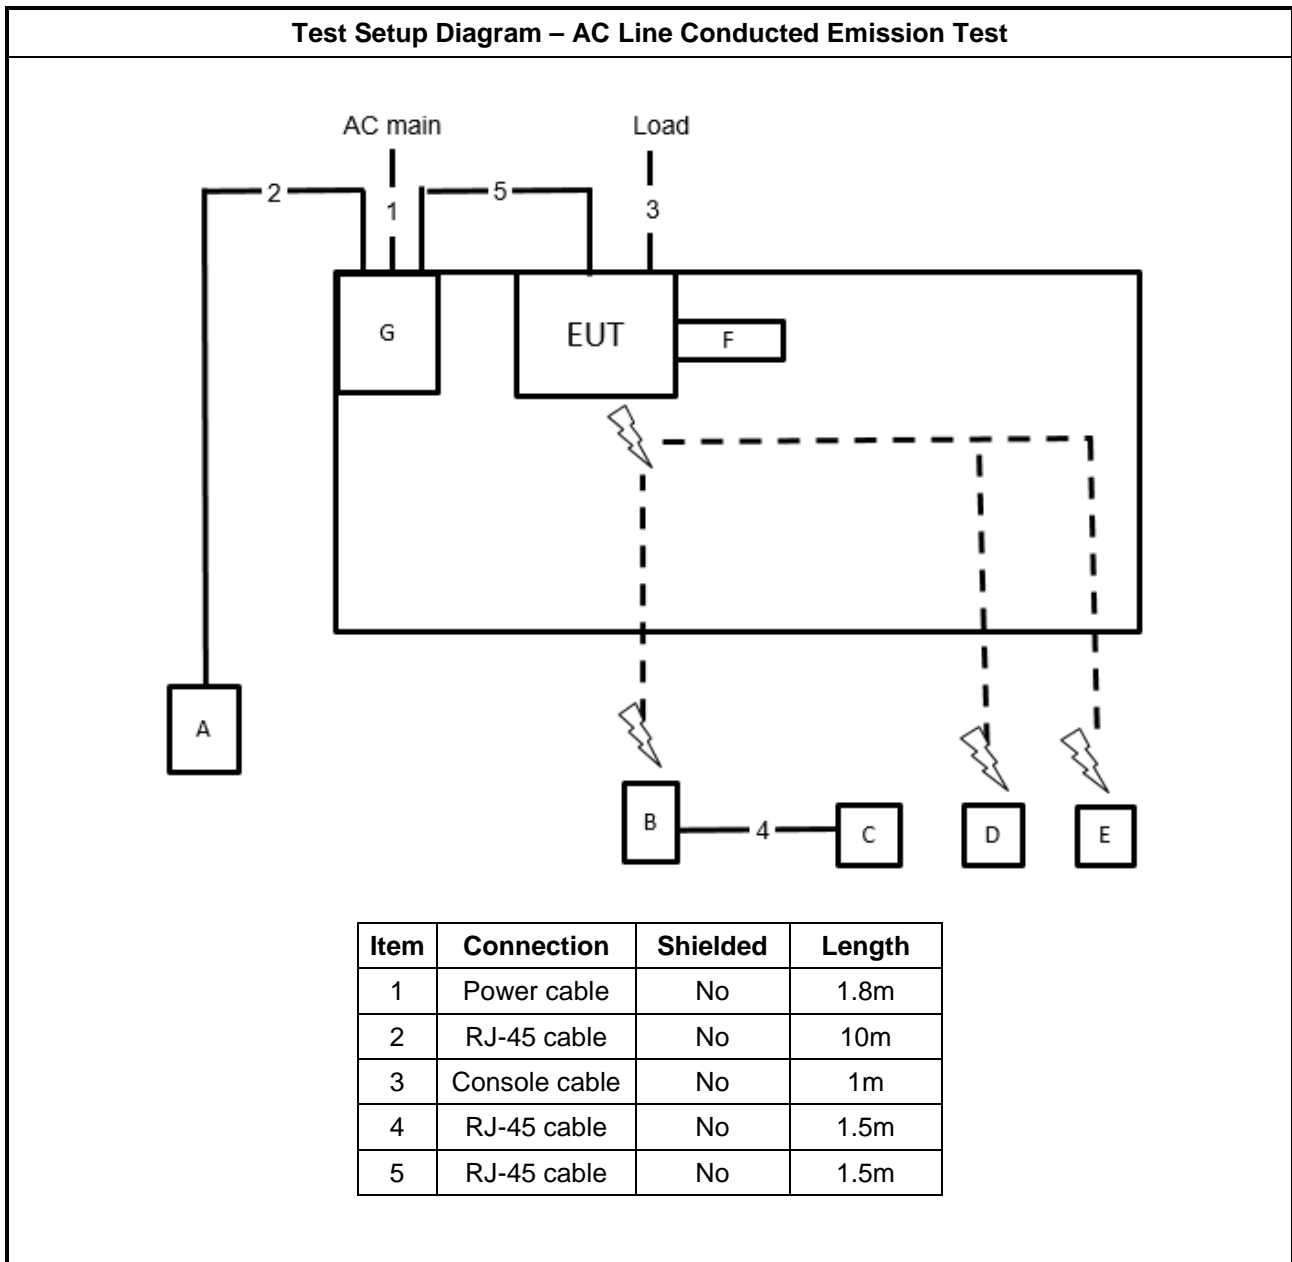 Test Setup Diagram – AC Line Conducted Emission Test
AC main
Load
2
1
5
3
G
EUT
F
A
B
4
C
D
E
Item Connection Shielded Length
1 Power cable No 1.8m
2 RJ-45 cable No 10m
3 Console cable No 1m
4 RJ-45 cable No 1.5m
5 RJ-45 cable No 1.5m